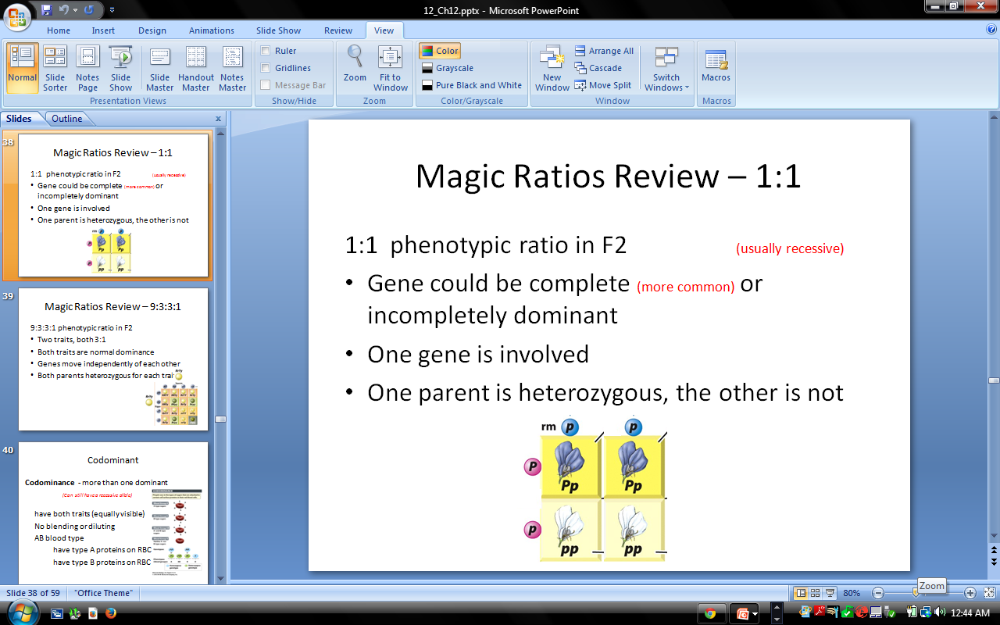 12_Ch12.pptx - Microsoft PowerPoint
Home Insert Design Animations Slide Show Review View
Normal
Slide Sorter
Notes Page
Slide Show
Slide Master
Handout Master
Notes Master
Presentation Views
Ruler
Gridlines
Message Bar
Show/Hide
Zoom
Fit to Window
Zoom
Color
Grayscale
Pure Black and White
Color/Grayscale
New Window
Arrange All
Cascade
Move Split
Switch Windows
Window
Macros
Macros
Slides Outline x
38
Magic Ratios Review – 1:1
1:1 phenotypic ratio in F2 (usually recessive)
• Gene could be complete (more common) or
incompletely dominant
• One gene is involved
• One parent is heterozygous, the other is not
rm p p
P Pp Pp
p pp pp
39
Magic Ratios Review – 9:3:3:1
9:3:3:1 phenotypic ratio in F2
• Two traits, both 3:1
• Both traits are normal dominance
• Genes move independently of each other
• Both parents heterozygous for each trai
40
Codominant
Codominance - more than one dominant
(Can still have a recessive allele)
have both traits (equally visible)
No blending or diluting
AB blood type
have type A proteins on RBC
have type B proteins on RBC
Magic Ratios Review – 1:1
1:1 phenotypic ratio in F2 (usually recessive)
• Gene could be complete (more common) or
incompletely dominant
• One gene is involved
• One parent is heterozygous, the other is not
rm p p
P Pp Pp
p pp pp
Slide 38 of 59 "Office Theme" 80%
Zoom
12:44 AM